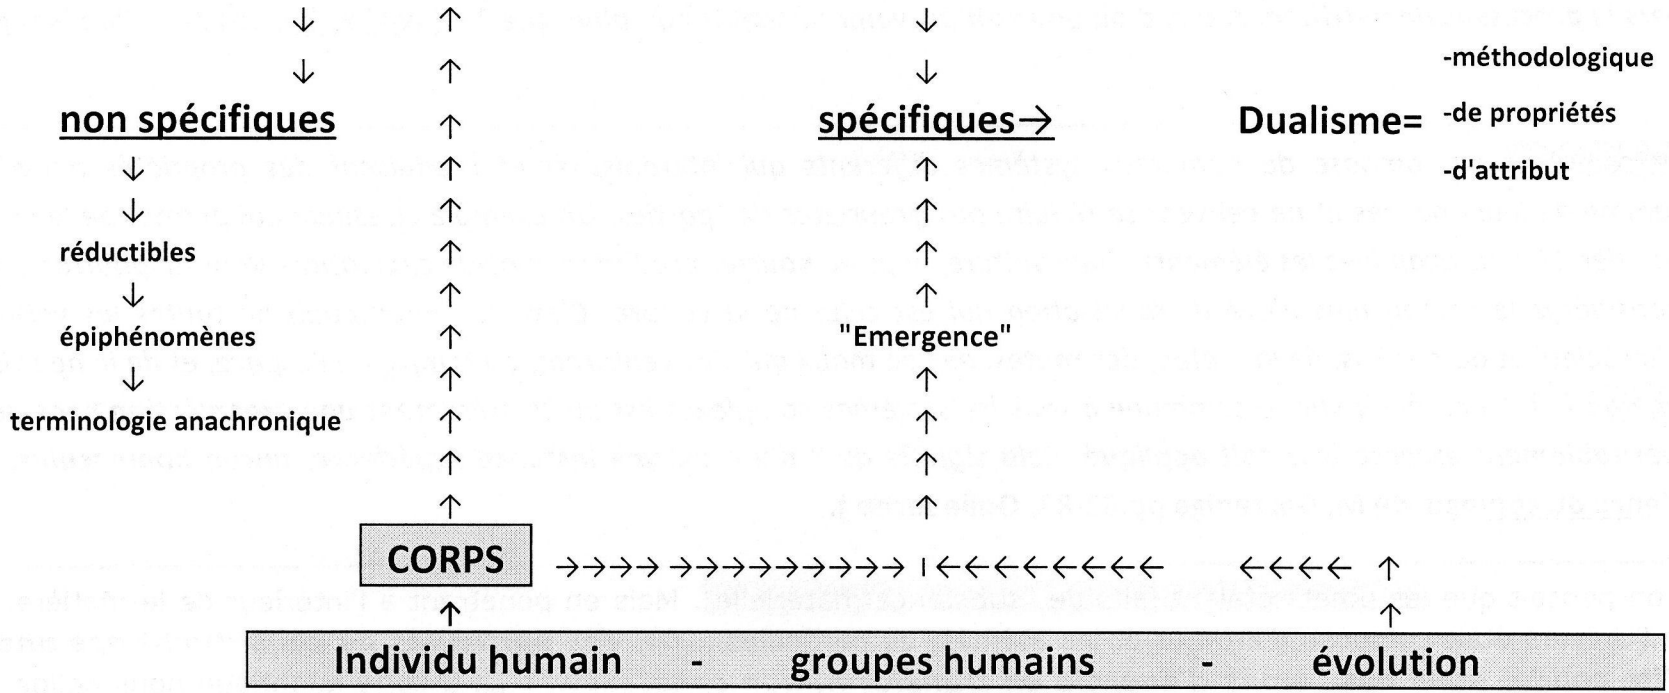 -méthodologique
non spécifiques spécifiques→ Dualisme= -de propriétés
-d'attribut
réductibles
épiphénomènes "Emergence"
terminologie anachronique
CORPS
Individu humain - groupes humains - évolution